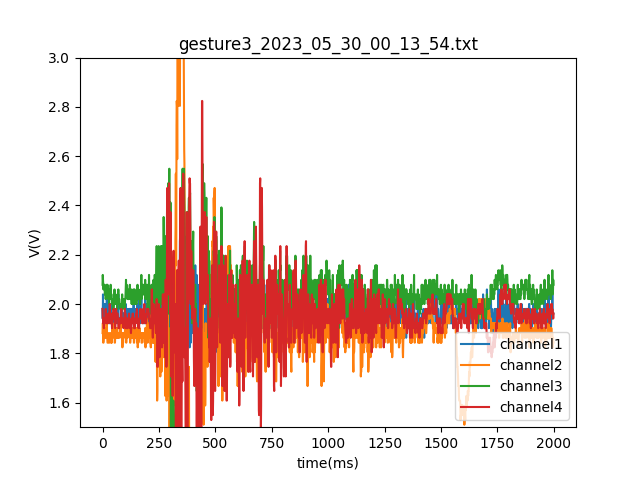 gesture3_2023_05_30_00_13_54.txt
3.0
2.8
2.6
2.4
2.2
2.0
1.8
1.6
V(V)
0 250 500 750 1000 1250 1500 1750 2000
time(ms)
channel1
channel2
channel3
channel4